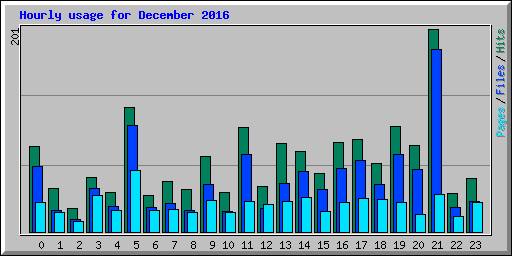 Hourly usage for December 2016
201
Pages / Files / Hits
0 1 2 3 4 5 6 7 8 9 10 11 12 13 14 15 16 17 18 19 20 21 22 23